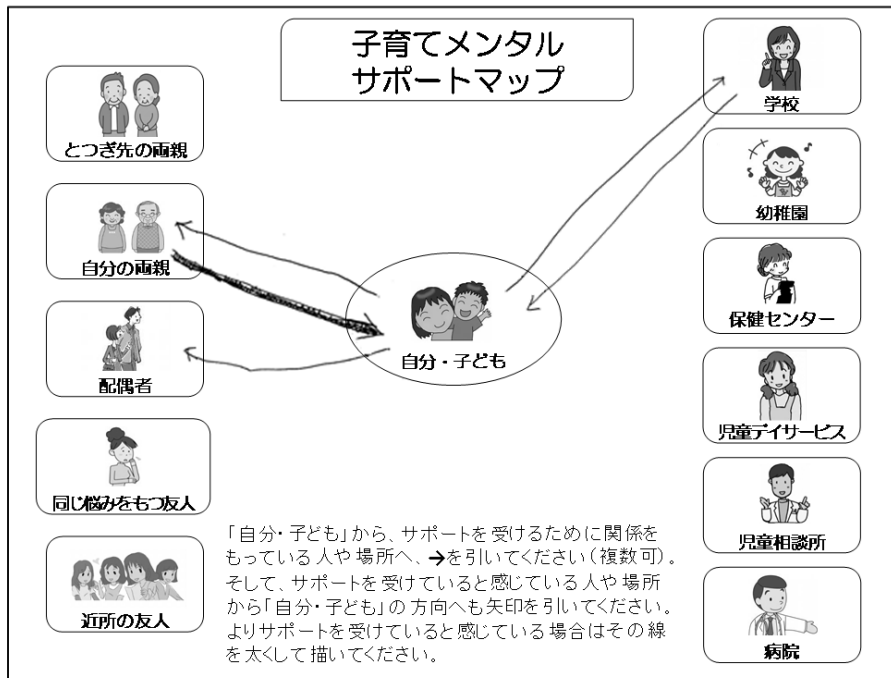 子育てメンタル
サポートマップ
とつぎ先の両親
自分の両親
配偶者
同じ悩みをもつ友人
近所の友人
自分・子ども
学校
幼稚園
保健センター
児童デイサービス
児童相談所
病院
「自分・子ども」から、サポートを受けるために関係を
もっている人や場所へ、→を引いてください（複数可）。
そして、サポートを受けていると感じている人や場所
から「自分・子ども」の方向へも矢印を引いてください。
よりサポートを受けていると感じている場合はその線
を太くして描いてください。